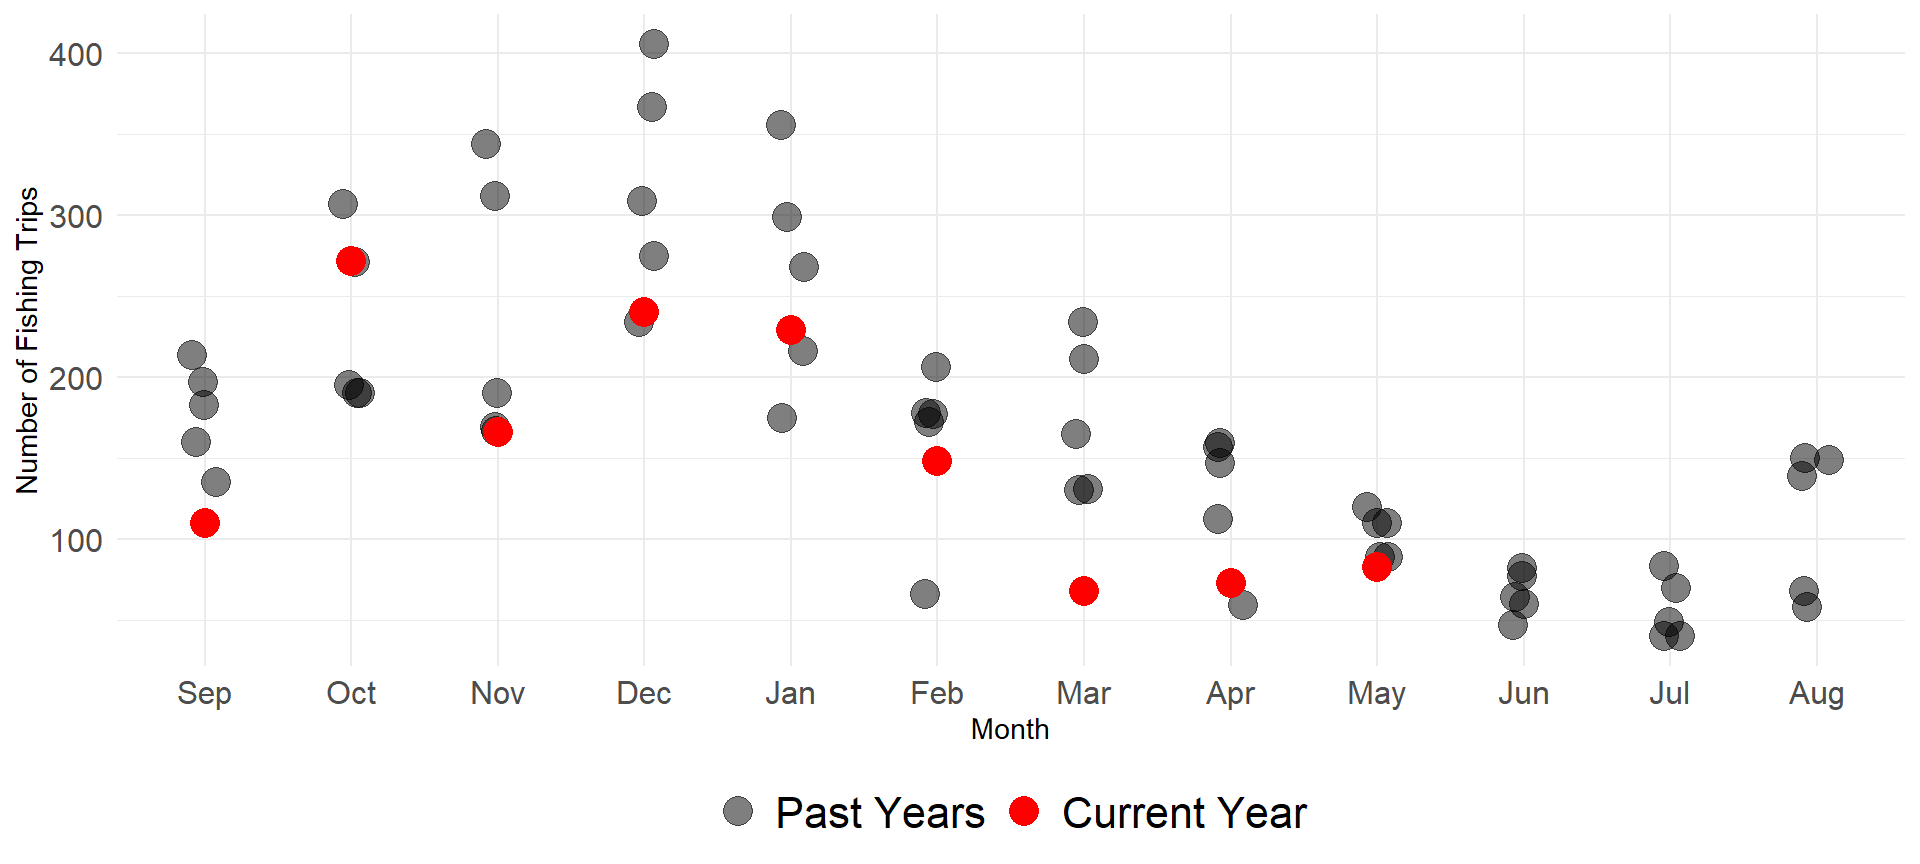 Number of Fishing Trips
400
300
200
100
Sep Oct Nov Dec Jan Feb Mar Apr May Jun Jul Aug
Month
Past Years Current Year